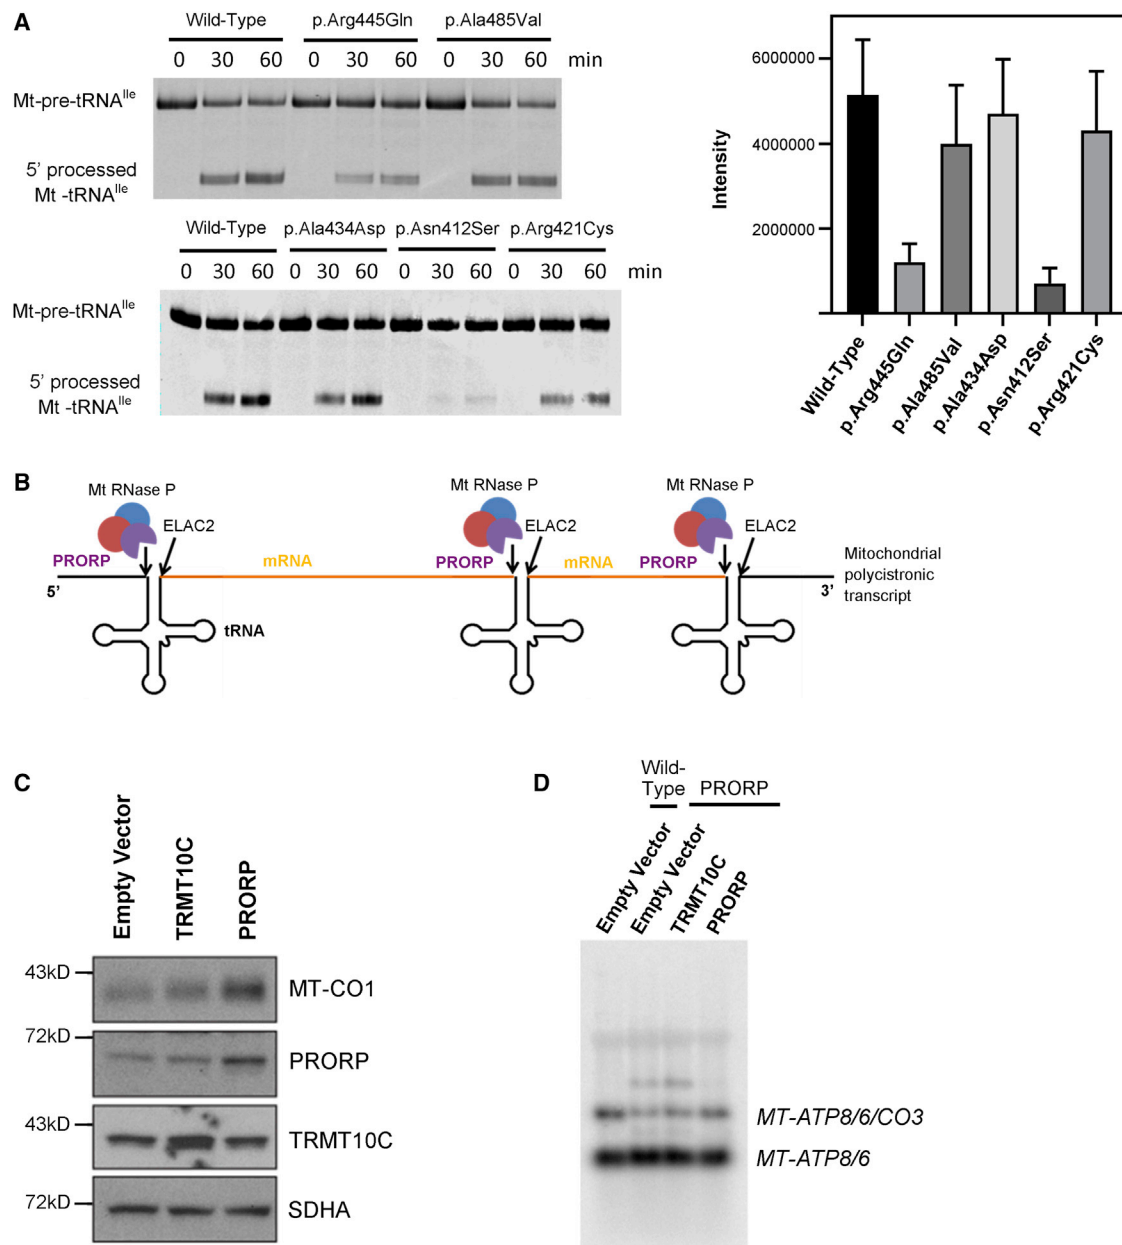 A
Wild-Type p.Arg445Gln p.Ala485Val
0 30 60 0 30 60 0 30 60 min
Mt-pre-tRNAIle
5' processed
Mt -tRNAIle
Wild-Type p.Ala434Asp p.Asn412Ser p.Arg421Cys
0 30 60 0 30 60 0 30 60 0 30 60 min
Mt-pre-tRNAIle
5' processed
Mt -tRNAIle
6000000
4000000
2000000
Intensity
Wild-Type
p.Arg445Gln
p.Ala485Val
p.Ala434Asp
p.Asn412Ser
p.Arg421Cys
B
Mt RNase P Mt RNase P Mt RNase P
ELAC2 ELAC2 ELAC2
PRORP mRNA PRORP mRNA PRORP
5' 3'
Mitochondrial
polycistronic
transcript
tRNA
C
Empty Vector
TRMT10C
PRORP
43kD MT-CO1
72kD PRORP
43kD TRMT10C
72kD SDHA
D
Wild-
Type
PRORP
Empty Vector
Empty Vector
TRMT10C
PRORP
MT-ATP8/6/CO3
MT-ATP8/6